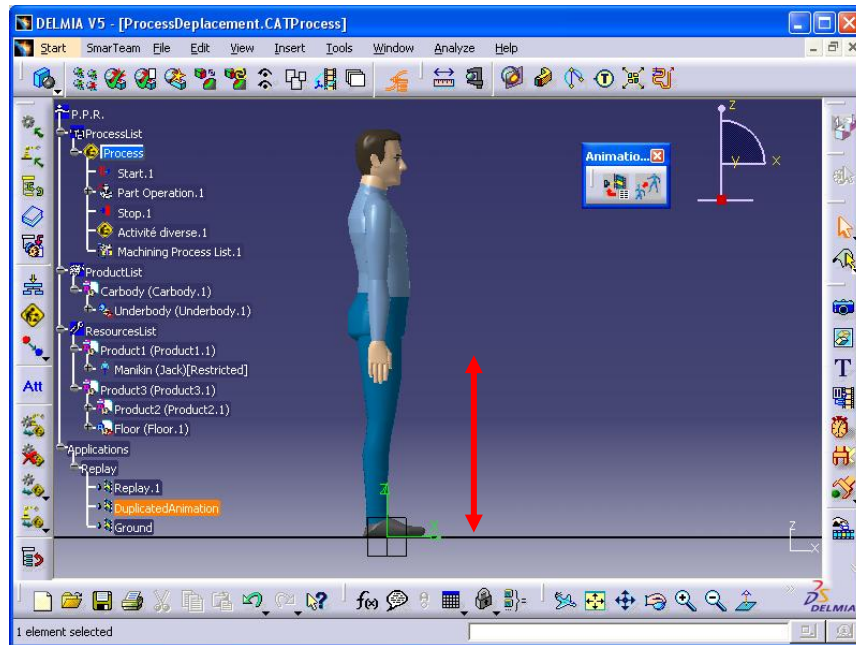 DELMIA V5 - [ProcessDeplacement.CATProcess]
Start SmarTeam File Edit View Insert Tools Window Analyze Help
P.P.R.
ProcessList
Process
Start.1
Part Operation.1
Stop.1
Activité diverse.1
Machining Process List.1
ProductList
Carbody (Carbody.1)
Underbody (Underbody.1)
ResourcesList
Product1 (Product1.1)
Manikin (Jack)[Restricted]
Product3 (Product3.1)
Product2 (Product2.1)
Floor (Floor.1)
Applications
Replay
Replay.1
DuplicatedAnimation
Ground
Att
Animatio...
z
y x
Z
z
x
T
f(x)
DELMIA
1 element selected